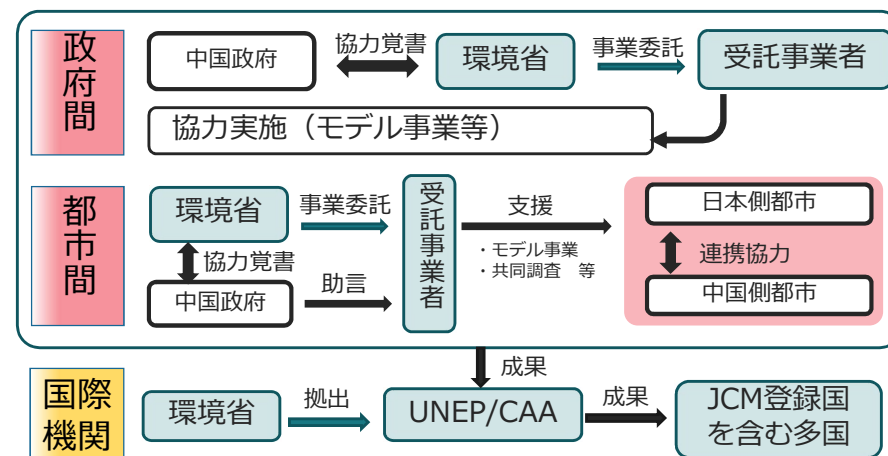 政府間
中国政府
協力覚書
環境省
事業委託
受託事業者
協力実施（モデル事業等）
都市間
環境省
事業委託
受託事業者
支援
・モデル事業
・共同調査　等
日本側都市
連携協力
中国側都市
協力覚書
中国政府
助言
成果
国際
機関
環境省
拠出
UNEP/CAA
成果
JCM登録国
を含む多国